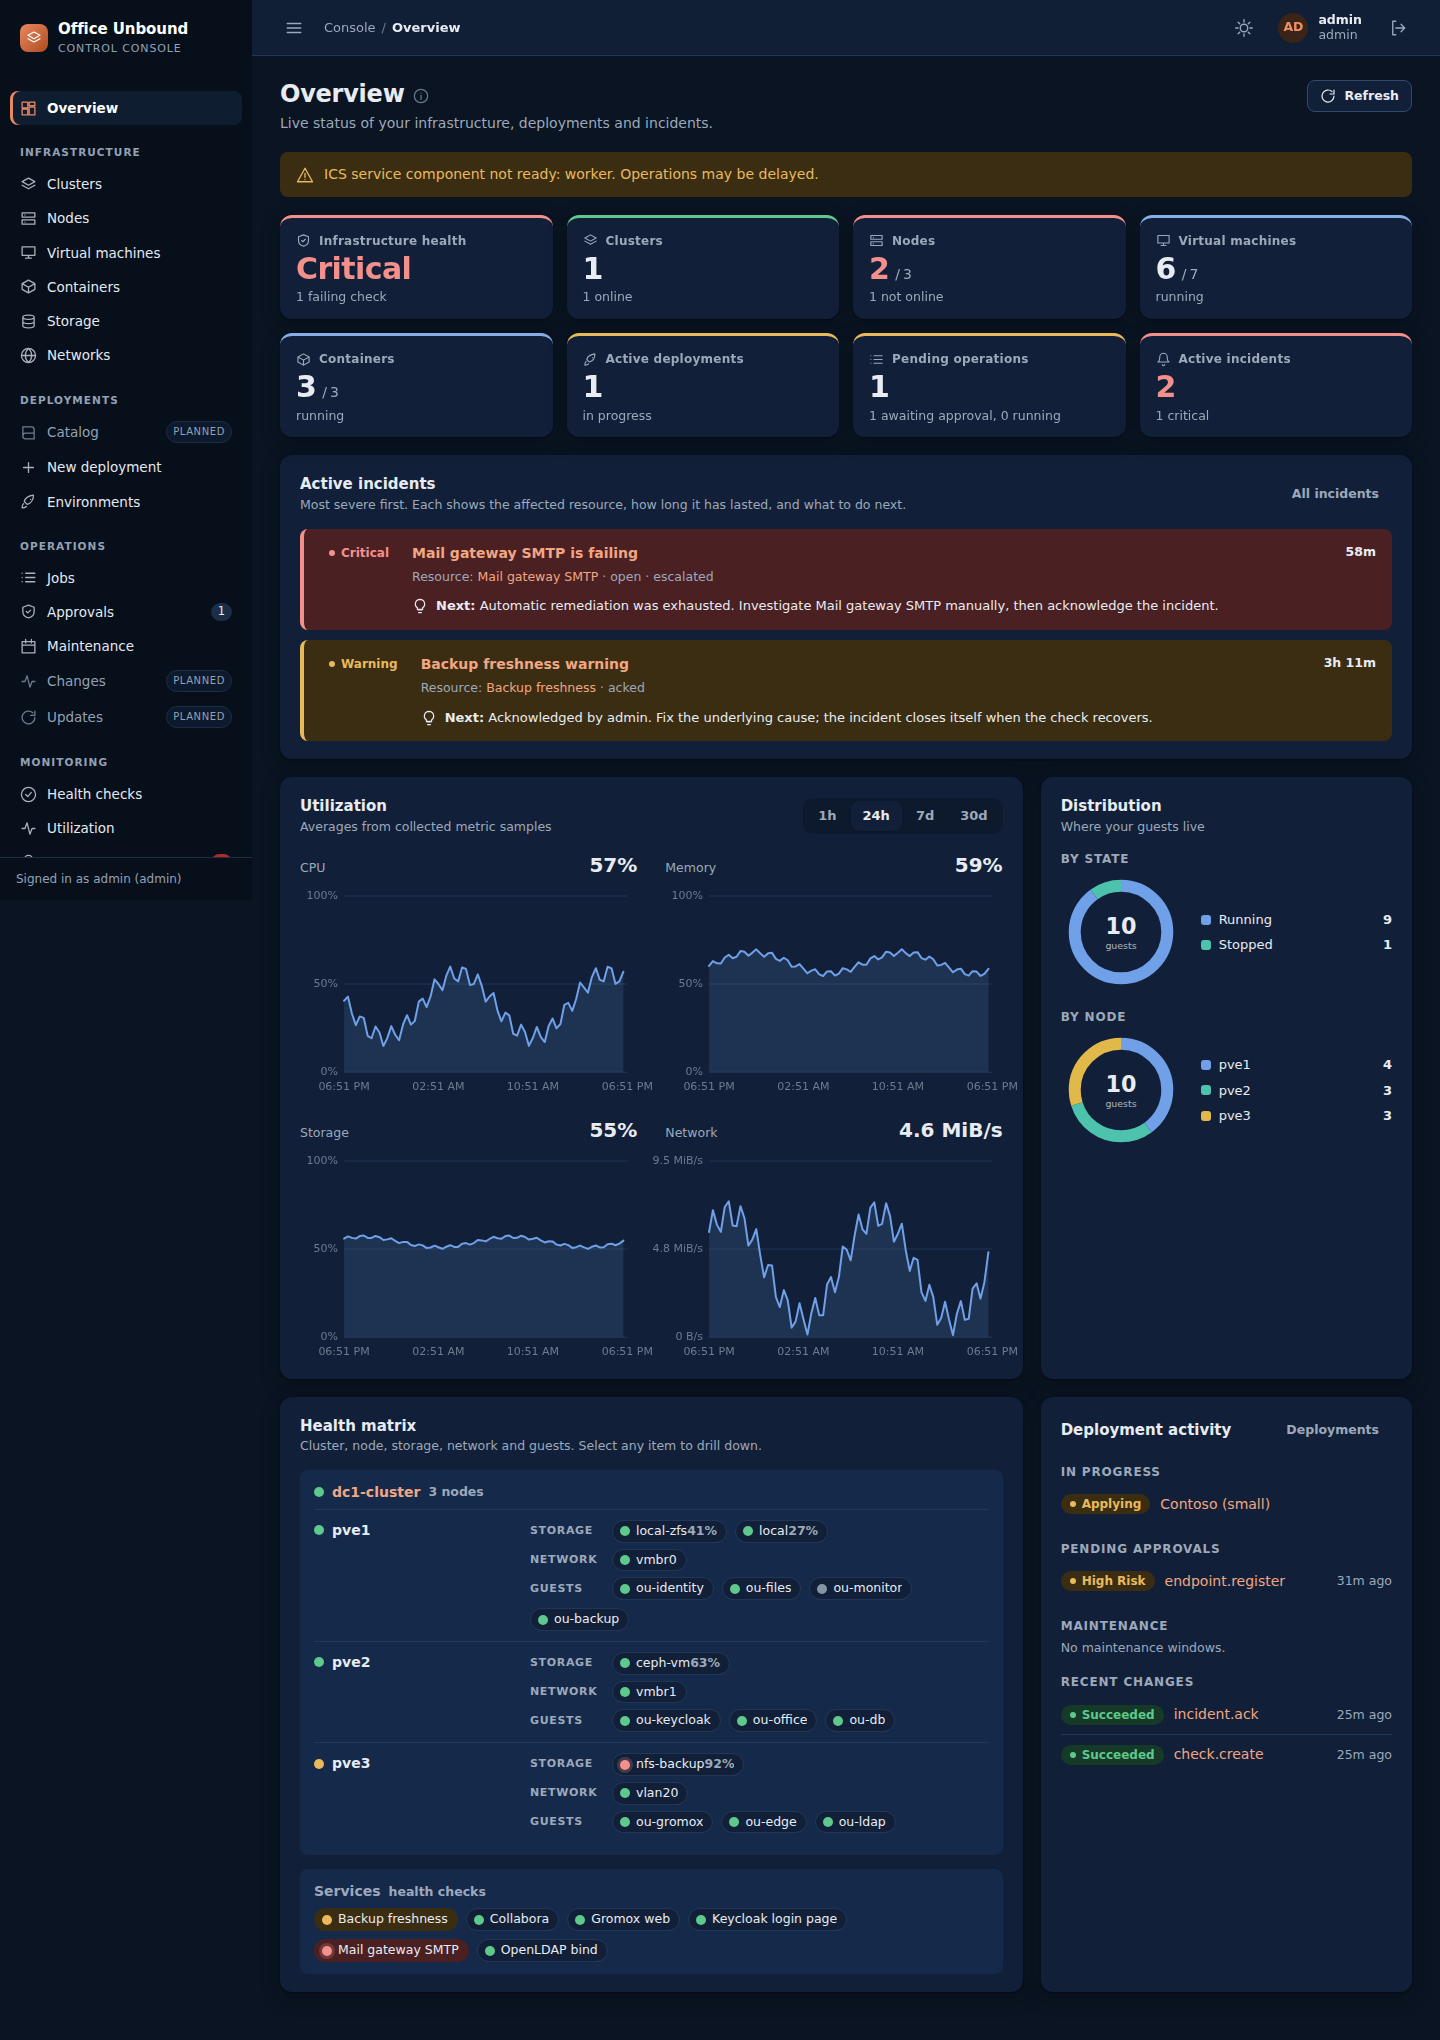 Office Unbound
CONTROL CONSOLE
Overview
INFRASTRUCTURE
Clusters
Nodes
Virtual machines
Containers
Storage
Networks
DEPLOYMENTS
Catalog PLANNED
New deployment
Environments
OPERATIONS
Jobs
Approvals 1
Maintenance
Changes PLANNED
Updates PLANNED
MONITORING
Health checks
Utilization
Signed in as admin (admin)
Console / Overview
AD admin
admin
Overview
Refresh
Live status of your infrastructure, deployments and incidents.
ICS service component not ready: worker. Operations may be delayed.
Infrastructure health
Critical
1 failing check
Clusters
1
1 online
Nodes
2 / 3
1 not online
Virtual machines
6 / 7
running
Containers
3 / 3
running
Active deployments
1
in progress
Pending operations
1
1 awaiting approval, 0 running
Active incidents
2
1 critical
Active incidents
Most severe first. Each shows the affected resource, how long it has lasted, and what to do next.
All incidents
Critical Mail gateway SMTP is failing 58m
Resource: Mail gateway SMTP · open · escalated
Next: Automatic remediation was exhausted. Investigate Mail gateway SMTP manually, then acknowledge the incident.
Warning Backup freshness warning 3h 11m
Resource: Backup freshness · acked
Next: Acknowledged by admin. Fix the underlying cause; the incident closes itself when the check recovers.
Utilization
Averages from collected metric samples
1h 24h 7d 30d
CPU 57%
100%
50%
0%
06:51 PM 02:51 AM 10:51 AM 06:51 PM
Memory 59%
100%
50%
0%
06:51 PM 02:51 AM 10:51 AM 06:51 PM
Storage 55%
100%
50%
0%
06:51 PM 02:51 AM 10:51 AM 06:51 PM
Network 4.6 MiB/s
9.5 MiB/s
4.8 MiB/s
0 B/s
06:51 PM 02:51 AM 10:51 AM 06:51 PM
Distribution
Where your guests live
BY STATE
10
guests
Running 9
Stopped 1
BY NODE
10
guests
pve1 4
pve2 3
pve3 3
Health matrix
Cluster, node, storage, network and guests. Select any item to drill down.
dc1-cluster 3 nodes
pve1 STORAGE local-zfs41% local27%
NETWORK vmbr0
GUESTS ou-identity ou-files ou-monitor
ou-backup
pve2 STORAGE ceph-vm63%
NETWORK vmbr1
GUESTS ou-keycloak ou-office ou-db
pve3 STORAGE nfs-backup92%
NETWORK vlan20
GUESTS ou-gromox ou-edge ou-ldap
Services health checks
Backup freshness Collabora Gromox web Keycloak login page
Mail gateway SMTP OpenLDAP bind
Deployment activity Deployments
IN PROGRESS
Applying Contoso (small)
PENDING APPROVALS
High Risk endpoint.register 31m ago
MAINTENANCE
No maintenance windows.
RECENT CHANGES
Succeeded incident.ack 25m ago
Succeeded check.create 25m ago